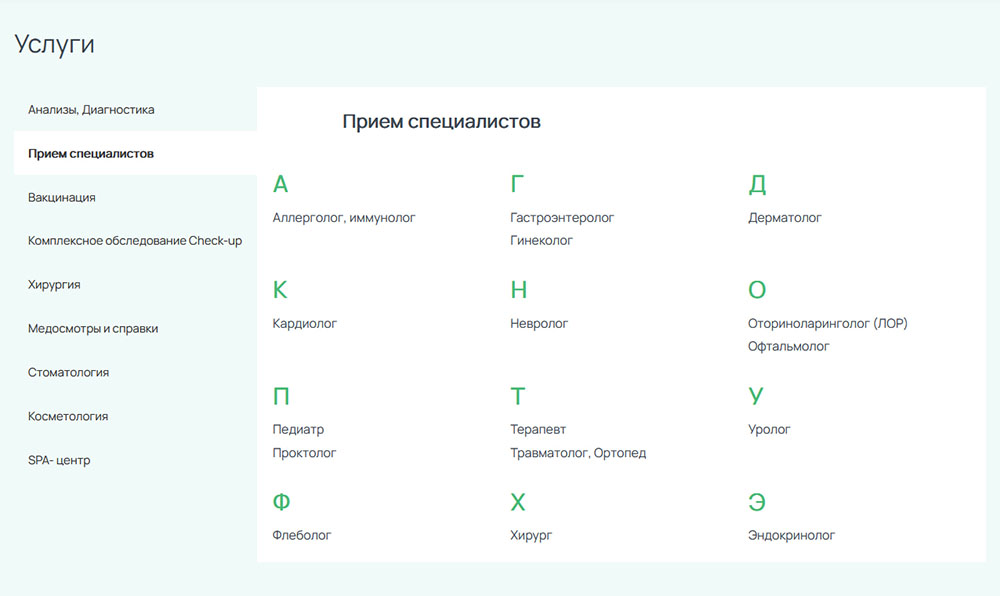 Услуги
Анализы, Диагностика
Прием специалистов
Вакцинация
Комплексное обследование Check-up
Хирургия
Медосмотры и справки
Стоматология
Косметология
SPA- центр
Прием специалистов
А
Аллерголог, иммунолог
Г
Гастроэнтеролог
Гинеколог
Д
Дерматолог
К
Кардиолог
Н
Невролог
О
Оториноларинголог (ЛОР)
Офтальмолог
П
Педиатр
Проктолог
Т
Терапевт
Травматолог, Ортопед
У
Уролог
Ф
Флеболог
Х
Хирург
Э
Эндокринолог